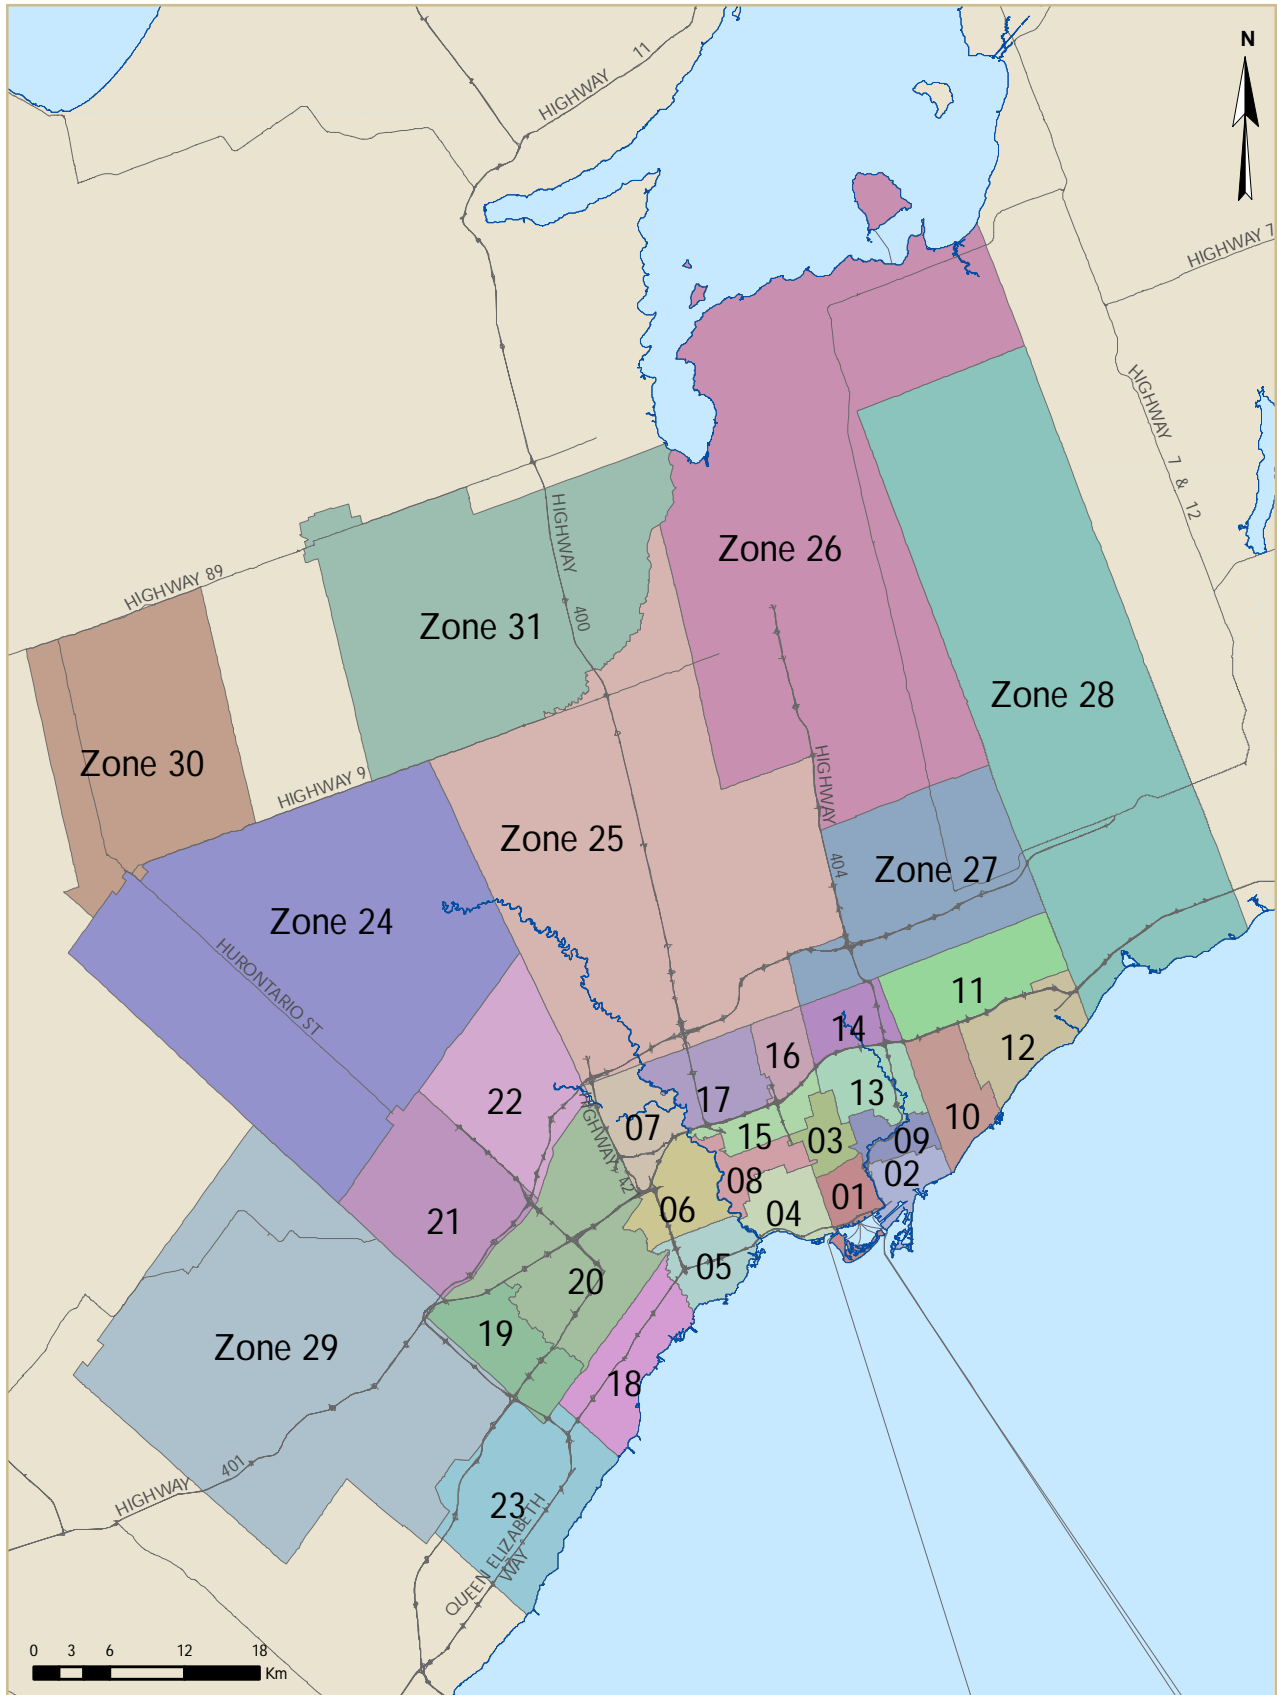 N
HIGHWAY 11
HIGHWAY 7
HIGHWAY 7 & 12
HIGHWAY 400
Zone 26
HIGHWAY 89
Zone 31
Zone 28
Zone 30
HIGHWAY 9
HIGHWAY 404
Zone 25
Zone 27
Zone 24
HURONTARIO ST
11
14
16
12
13
22
17
07
15
03
09
10
HIGHWAY 42
08
02
01
06
04
21
05
20
19
Zone 29
18
HIGHWAY 401
23
QUEEN ELIZABETH
WAY
0 3 6 12 18
Km